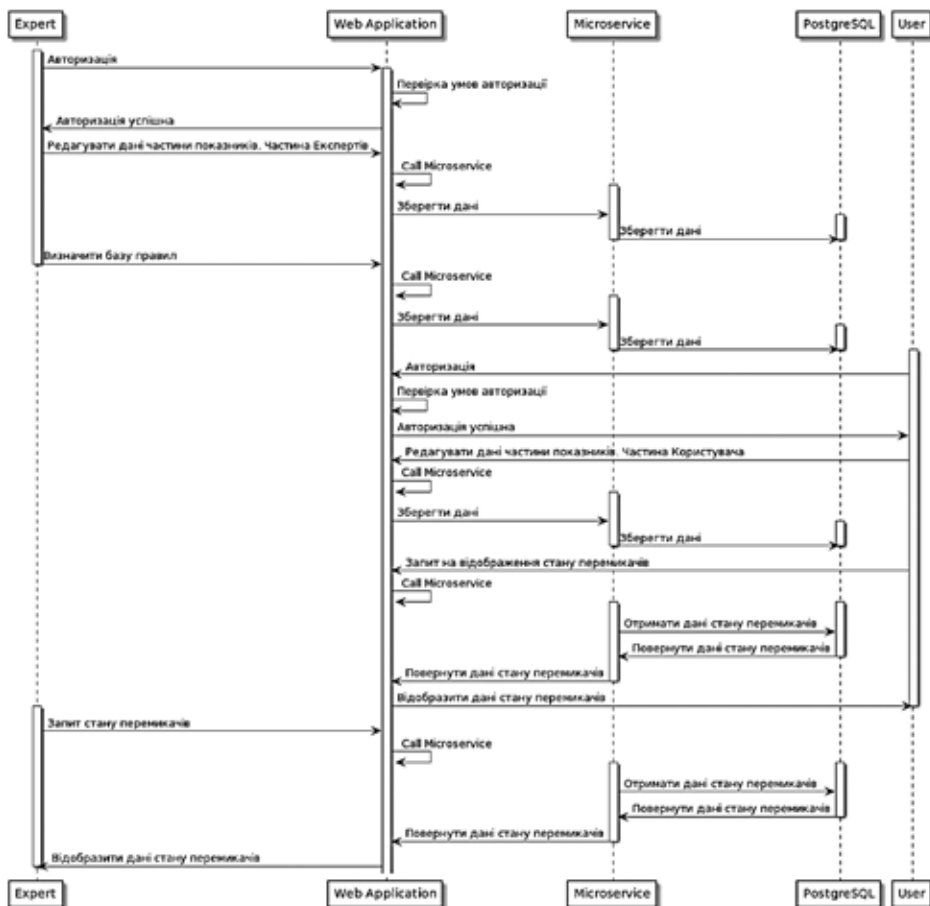 Expert
Web Application
Microservice
PostgreSQL
User
Авторизація
Перевірка умов авторизації
Авторизація успішна
Редагувати дані частини показників. Частина Експертів
Call Microservice
Зберегти дані
Зберегти дані
Визначити базу правил
Call Microservice
Зберегти дані
Зберегти дані
Авторизація
Перевірка умов авторизації
Авторизація успішна
Редагувати дані частини показників. Частина Користувача
Call Microservice
Зберегти дані
Зберегти дані
Запит на відображення стану перемикачів
Call Microservice
Отримати дані стану перемикачів
Повернути дані стану перемикачів
Повернути дані стану перемикачів
Відобразити дані стану перемикачів
Запит стану перемикачів
Call Microservice
Отримати дані стану перемикачів
Повернути дані стану перемикачів
Повернути дані стану перемикачів
Відобразити дані стану перемикачів
Expert
Web Application
Microservice
PostgreSQL
User